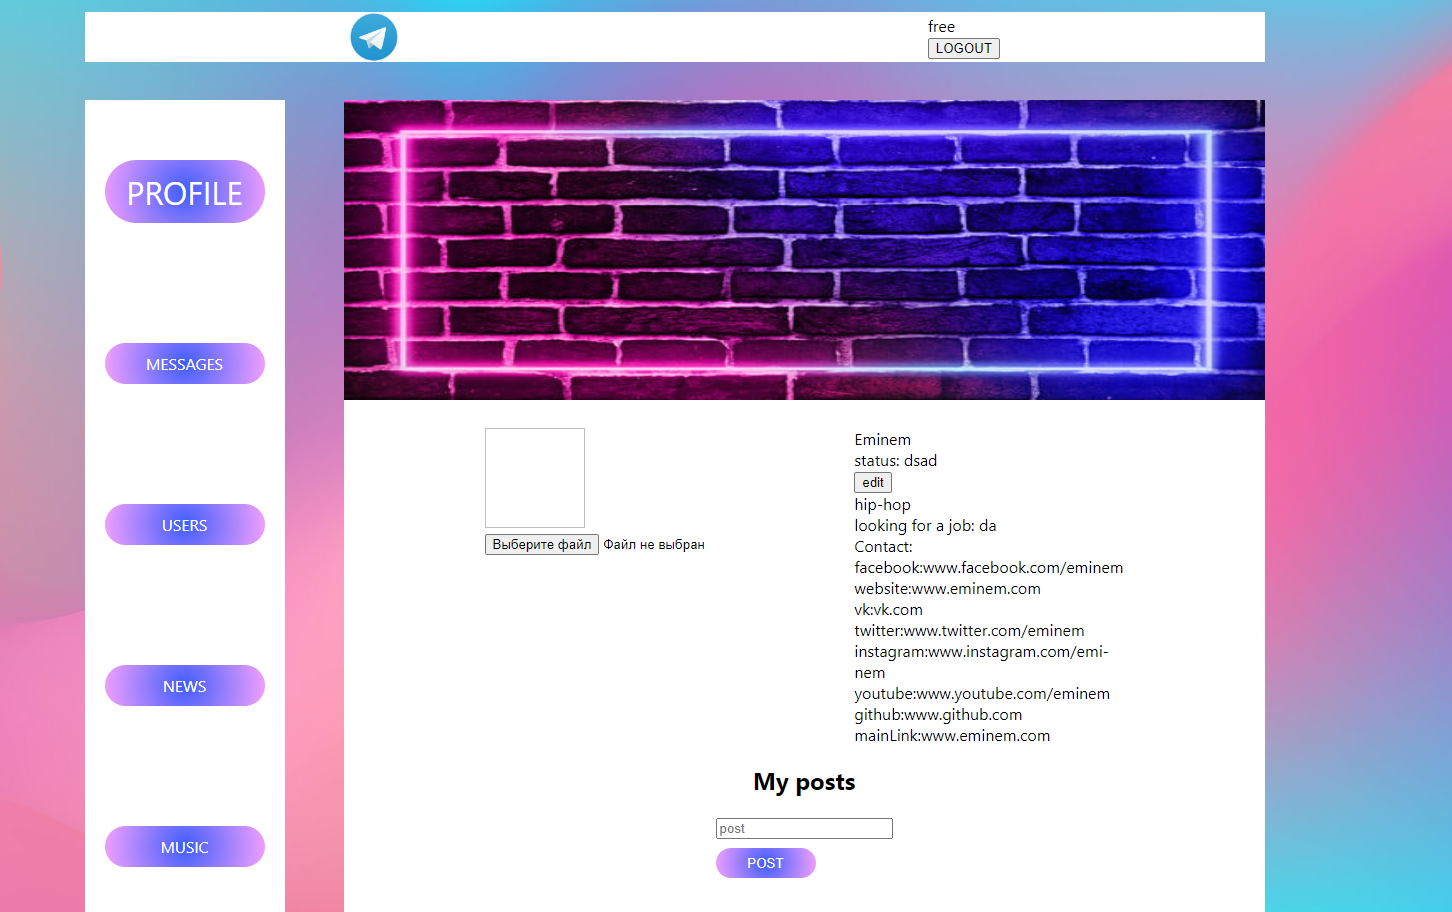 free
LOGOUT
PROFILE
MESSAGES
USERS
NEWS
MUSIC
Выберите файл Файл не выбран
Eminem
status: dsad
edit
hip-hop
looking for a job: da
Contact:
facebook:www.facebook.com/eminem
website:www.eminem.com
vk:vk.com
twitter:www.twitter.com/eminem
instagram:www.instagram.com/emi-
nem
youtube:www.youtube.com/eminem
github:www.github.com
mainLink:www.eminem.com
My posts
post
POST